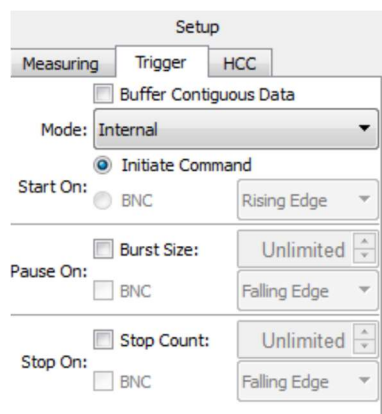 Setup
Measuring Trigger HCC
Buffer Contiguous Data
Mode: Internal
Initiate Command
Start On:
BNC Rising Edge
Burst Size: Unlimited
Pause On:
BNC Falling Edge
Stop Count: Unlimited
Stop On:
BNC Falling Edge